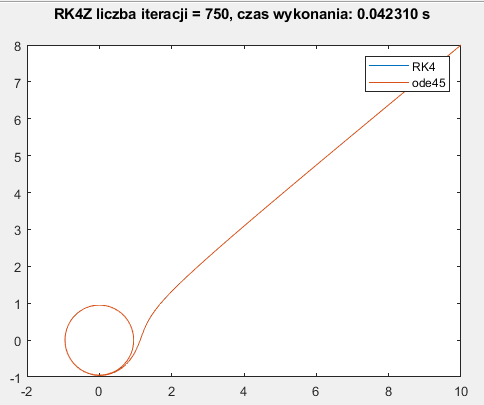 RK4Z liczba iteracji = 750, czas wykonania: 0.042310 s
8
RK4
ode45
7
6
5
4
3
2
1
0
-1
-2 0 2 4 6 8 10